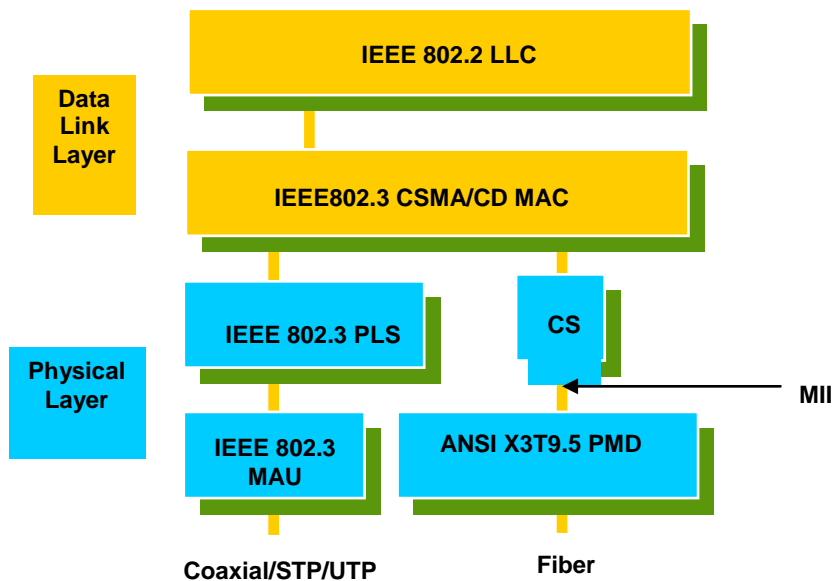 IEEE 802.2 LLC
Data
Link
Layer
IEEE802.3 CSMA/CD MAC
IEEE 802.3 PLS
CS
Physical
Layer
MII
IEEE 802.3
MAU
ANSI X3T9.5 PMD
Coaxial/STP/UTP
Fiber